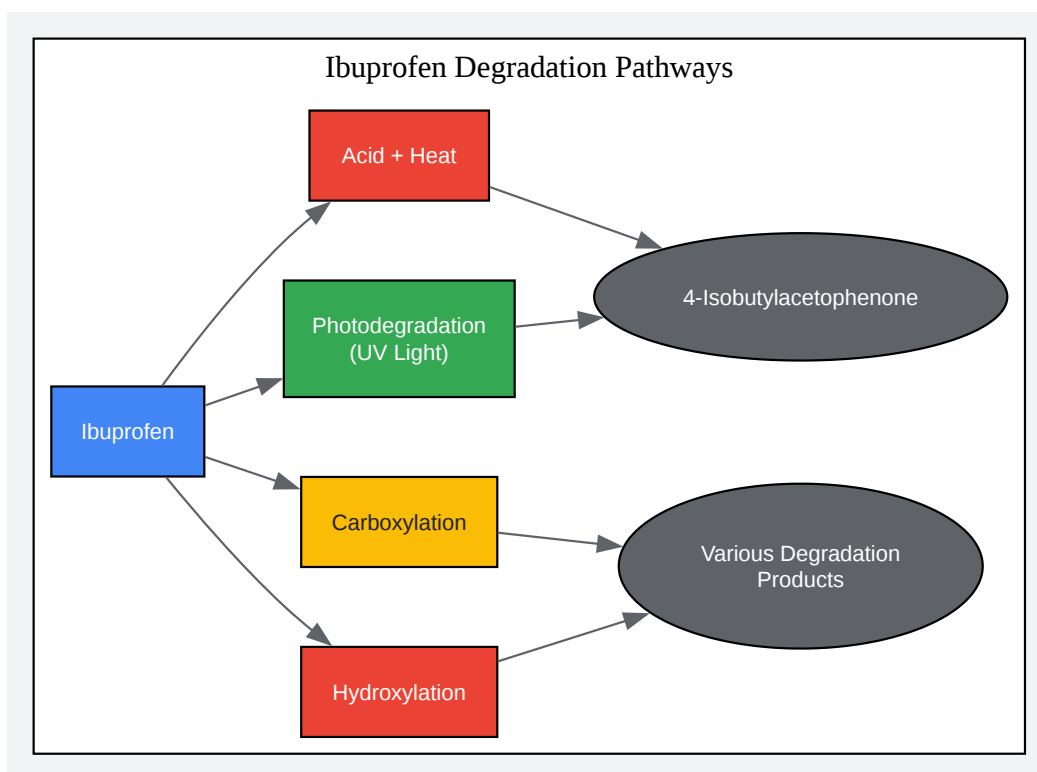 Ibuprofen Degradation Pathways
Acid + Heat
4-Isobutylacetophenone
Photodegradation
(UV Light)
Ibuprofen
Carboxylation
Various Degradation
Products
Hydroxylation